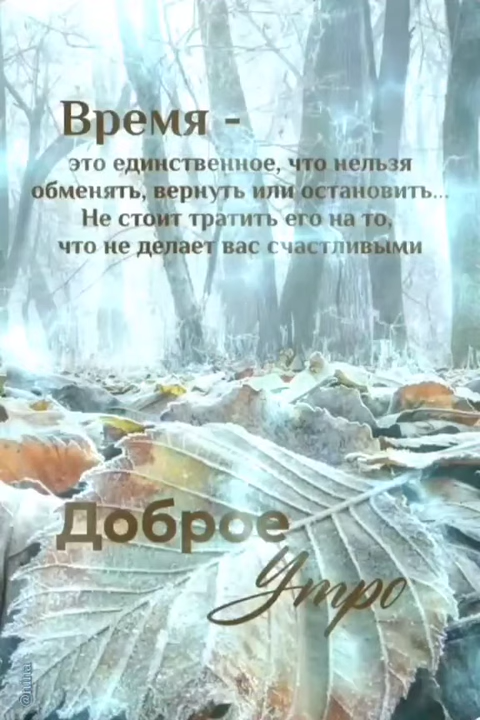 Время -
это единственное, что нельзя
обменять, вернуть или остановить...
Не стоит тратить его на то,
что не делает вас счастливыми
Доброе
Утро